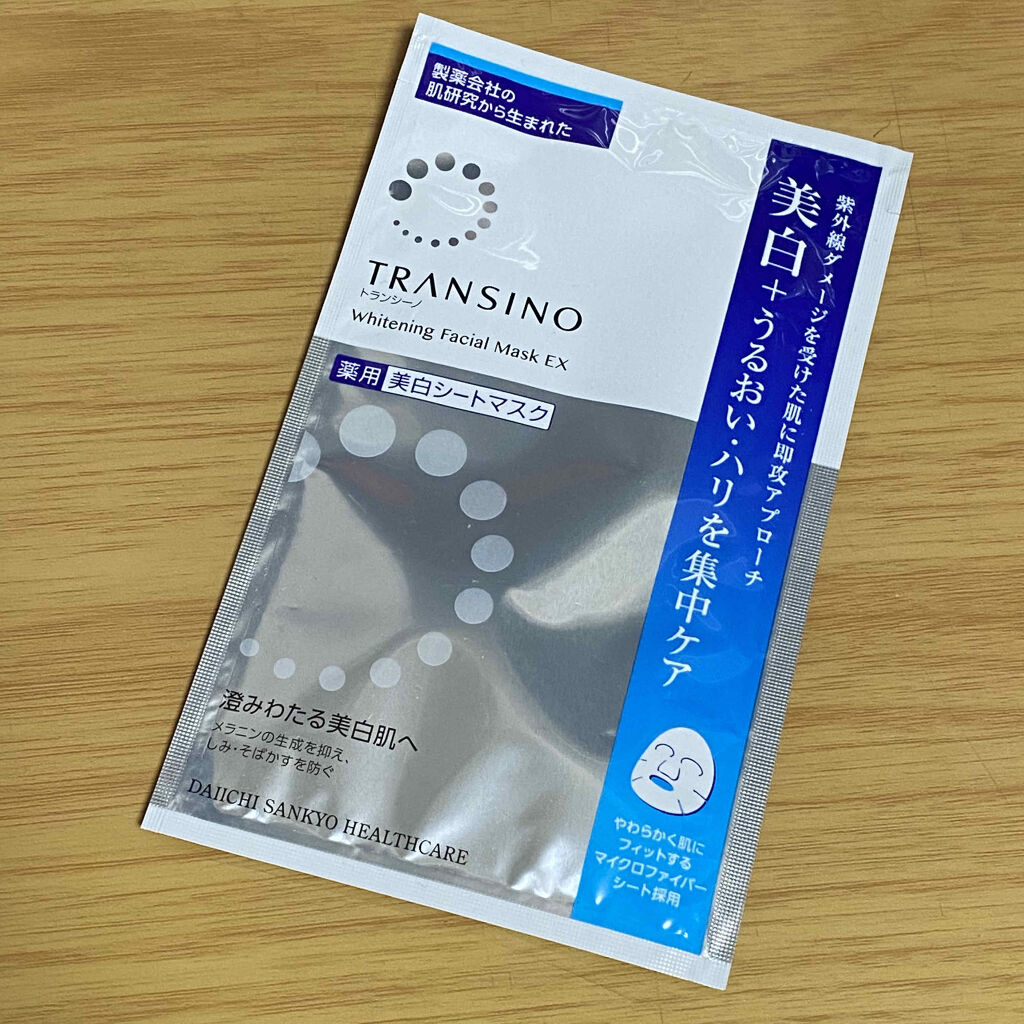 製薬会社の
肌研究から生まれた
TRANSINO
トランシーノ
Whitening Facial Mask EX
薬用 美白シートマスク
紫外線ダメージを受けた肌に即攻アプローチ
美白+うるおい・ハリを集中ケア
澄みわたる美白肌へ
メラニンの生成を抑え、
しみ・そばかすを防ぐ
DAIICHI SANKYO HEALTHCARE
やわらかく肌に
フィットする
マイクロファイバー
シート採用